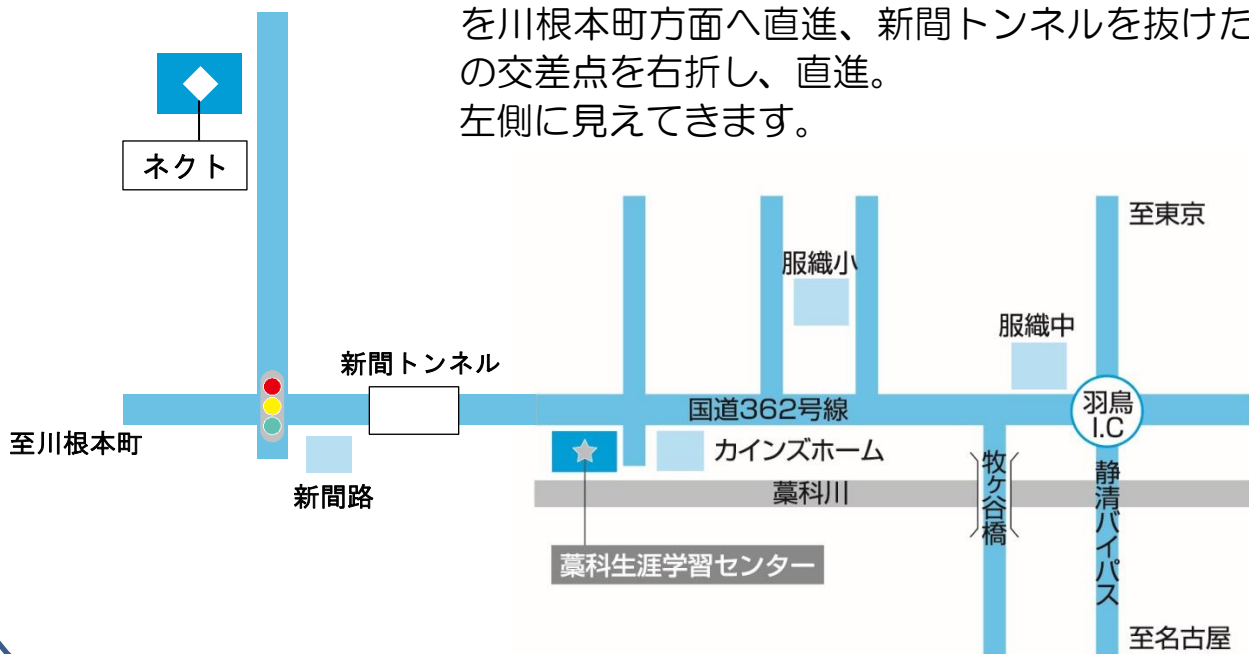 を川根本町方面へ直進、新間トンネルを抜けた
の交差点を右折し、直進。
左側に見えてきます。
ネクト
至東京
服織小
服織中
新間トンネル
国道362号線
羽鳥
I.C
至川根本町
カインズホーム
新間路
藁科川
牧ヶ谷橋
静清バイパス
藁科生涯学習センター
至名古屋